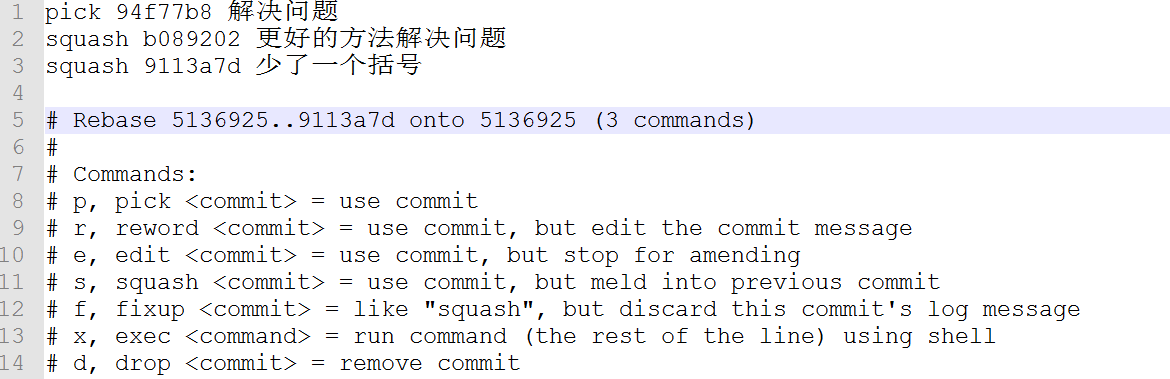 1 pick 94f77b8 解决问题
2 squash b089202 更好的方法解决问题
3 squash 9113a7d 少了一个括号
4
5 # Rebase 5136925..9113a7d onto 5136925 (3 commands)
6 #
7 # Commands:
8 # p, pick <commit> = use commit
9 # r, reword <commit> = use commit, but edit the commit message
10 # e, edit <commit> = use commit, but stop for amending
11 # s, squash <commit> = use commit, but meld into previous commit
12 # f, fixup <commit> = like "squash", but discard this commit's log message
13 # x, exec <command> = run command (the rest of the line) using shell
14 # d, drop <commit> = remove commit